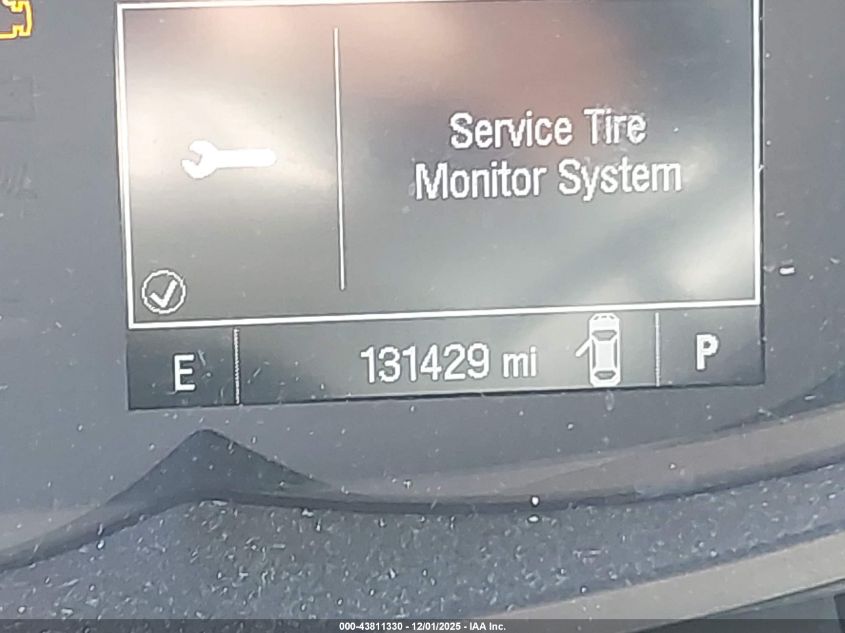 Service Tire
Monitor System
E
131429 mi
P
000-43811330 - 12/01/2025 - IAA Inc.